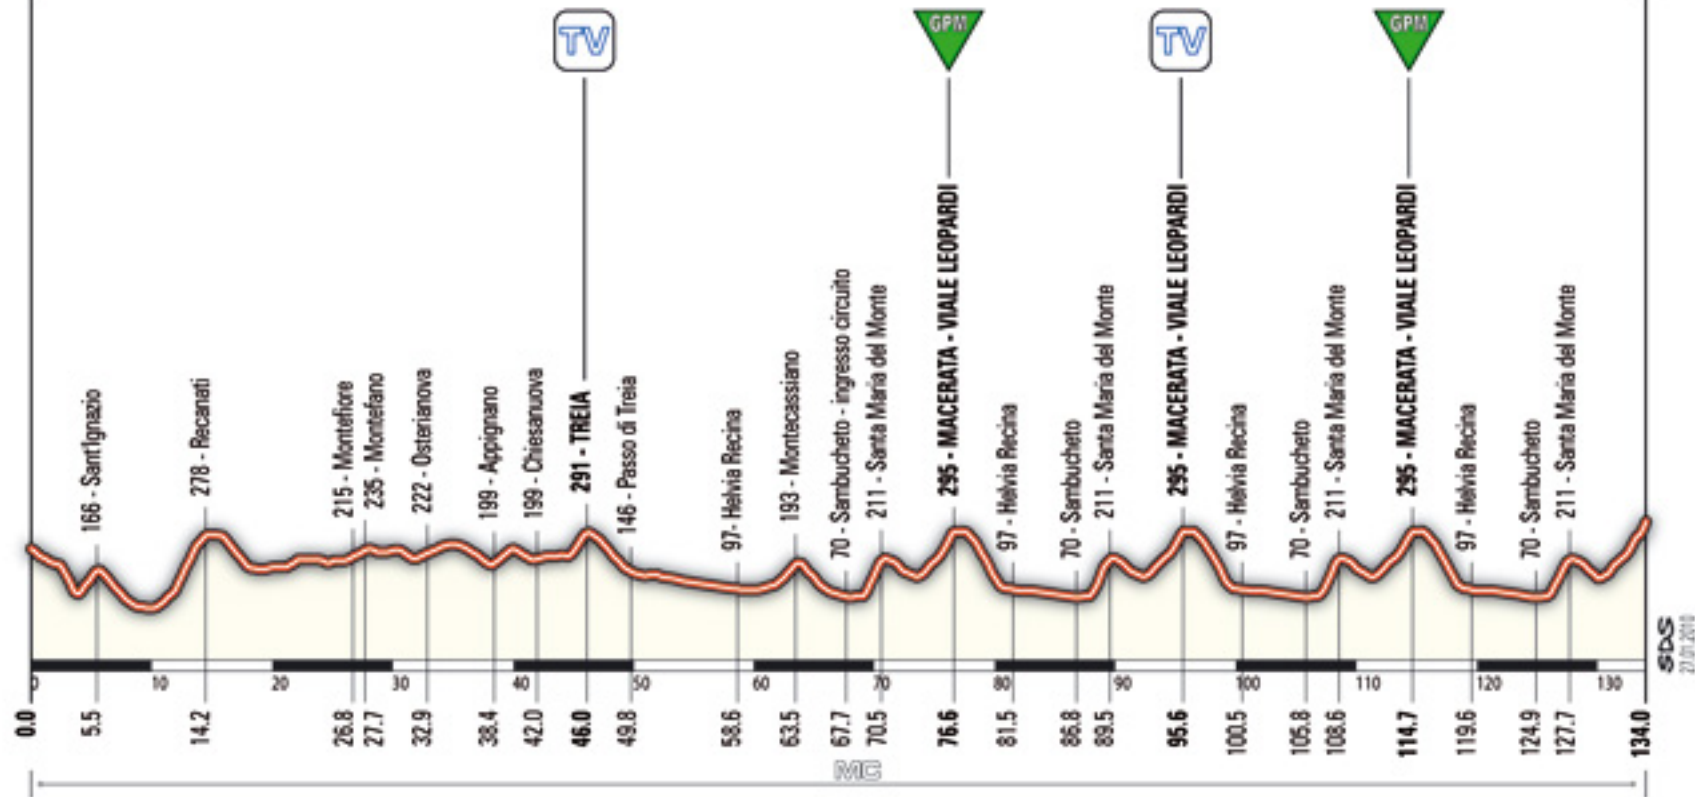 TV
GPM
TV
GPM
166 - Sant'Ignazio
278 - Recanati
215 - Montefiore
235 - Montefano
222 - Osterianova
199 - Appignano
199 - Chiesanuova
291 - TREIA
146 - Passo di Treia
97- Helvia Recina
193 - Montecassiano
70 - Sambucheto - ingresso circuito
211 - Santa Maria del Monte
295 - MACERATA - VIALE LEOPARDI
97 - Helvia Recina
70 - Sambucheto
211 - Santa Maria del Monte
295 - MACERATA - VIALE LEOPARDI
97 - Helvia Recina
70 - Sambucheto
211 - Santa Maria del Monte
295 - MACERATA - VIALE LEOPARDI
97 - Helvia Recina
70 - Sambucheto
211 - Santa Maria del Monte
SDS
27.01.2010
0 10 20 30 40 50 60 70 80 90 100 110 120 130
0.0 5.5 14.2 26.8 27.7 32.9 38.4 42.0 46.0 49.8 58.6 63.5 67.7 70.5 76.6 81.5 86.8 89.5 95.6 100.5 105.8 108.6 114.7 119.6 124.9 127.7 134.0
MC